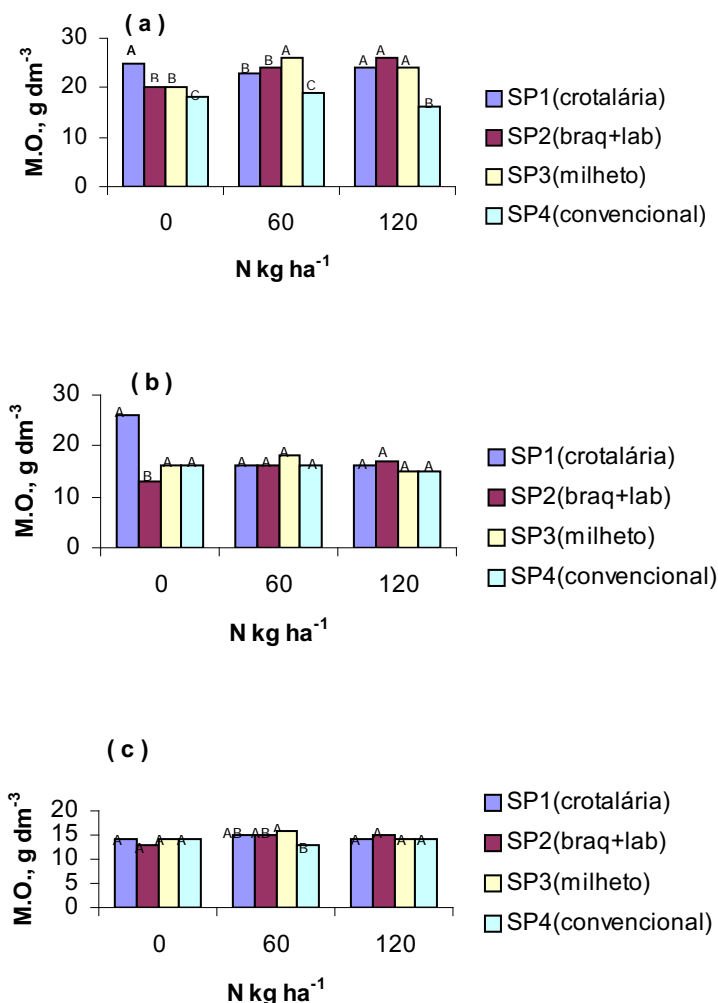 ( a )
M.O., g dm-3
30
20
10
0
A B B C
B B A C
A A A B
0 60 120
N kg ha-1
SP1(crotalária)
SP2(braq+lab)
SP3(milheto)
SP4(convencional)
( b )
M.O., g dm-3
30
20
10
0
A B A A
A A A A
A A A A
0 60 120
N kg ha-1
SP1(crotalária)
SP2(braq+lab)
SP3(milheto)
SP4(convencional)
( c )
M.O., g dm-3
20
15
10
5
0
A A A A
AB AB A B
A A A A
0 60 120
N kg ha-1
SP1(crotalária)
SP2(braq+lab)
SP3(milheto)
SP4(convencional)